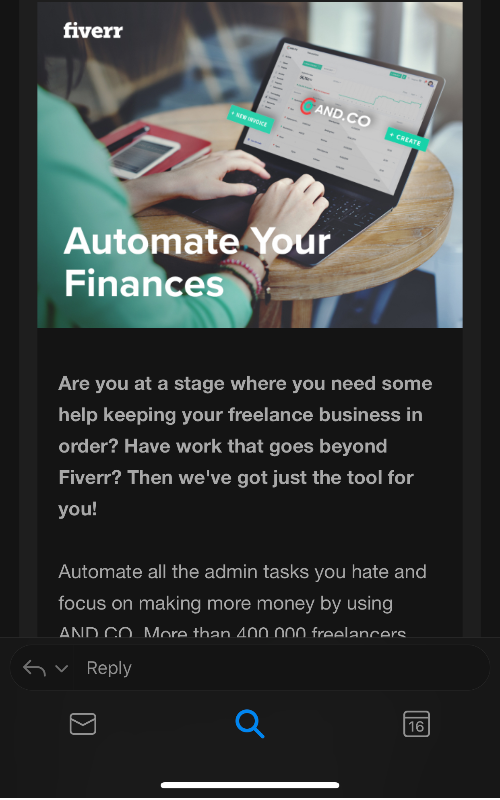 fiverr
AND.CO
+ NEW INVOICE
+ CREATE
Automate Your
Finances
Are you at a stage where you need some
help keeping your freelance business in
order? Have work that goes beyond
Fiverr? Then we've got just the tool for
you!
Automate all the admin tasks you hate and
focus on making more money by using
AND CO. More than 400,000 freelancers
Reply
16